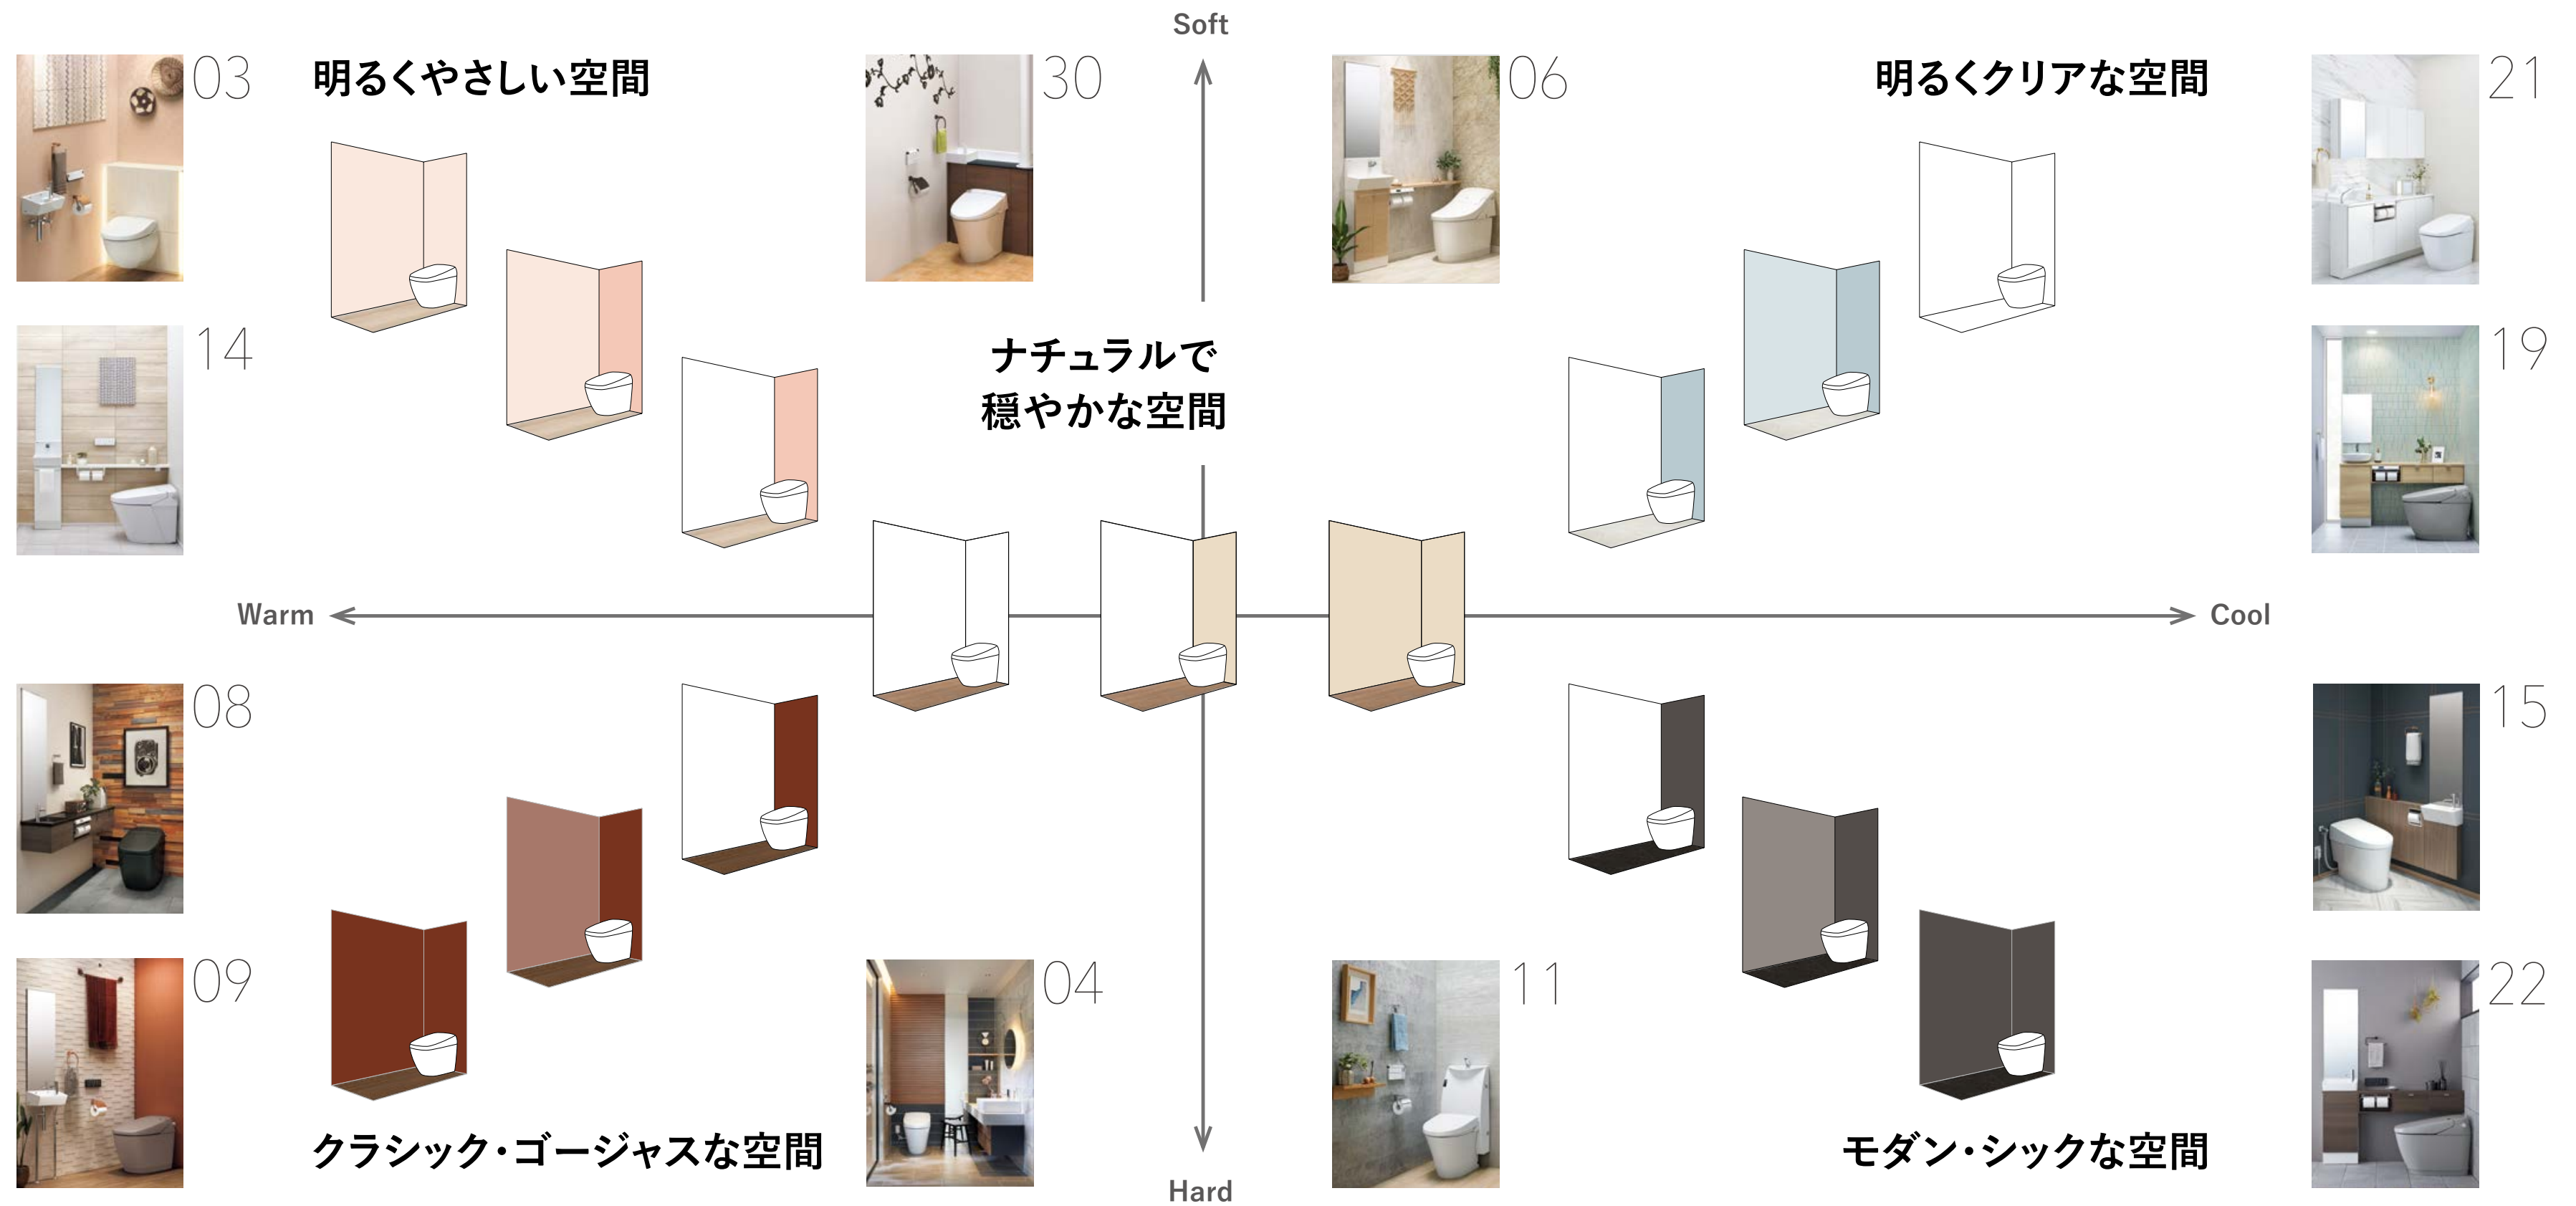 Soft
03
明るくやさしい空間
30
06
明るくクリアな空間
21
14
ナチュラルで
穏やかな空間
19
Warm
Cool
08
15
09
04
11
22
クラシック・ゴージャスな空間
モダン・シックな空間
Hard